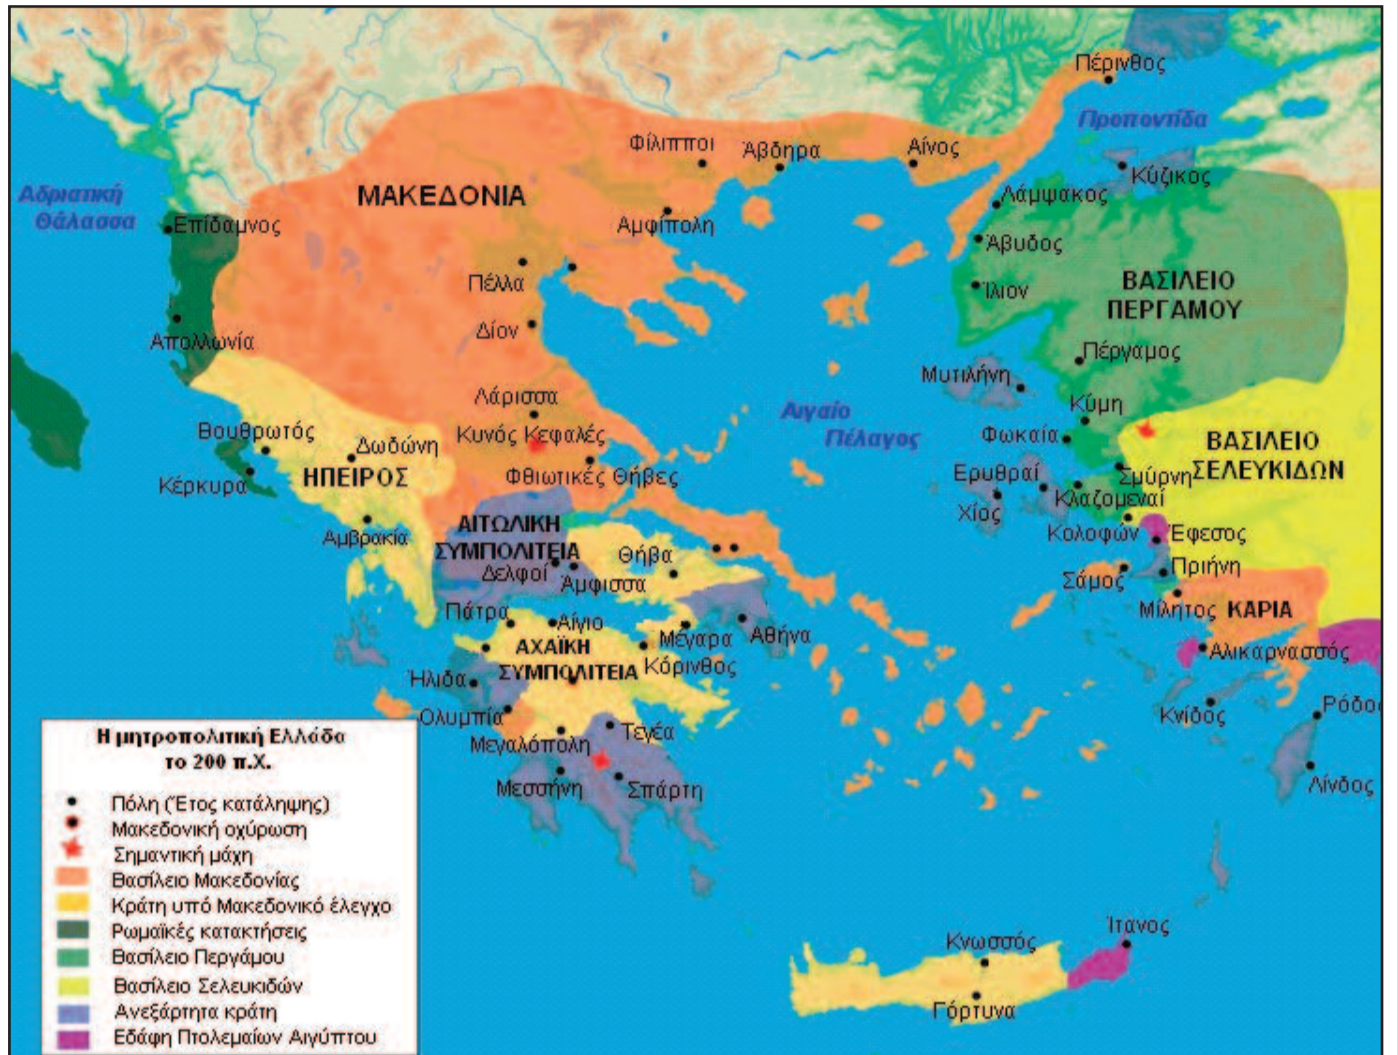 Πέρινθος
Προποντίδα
Φίλιπποι
Άβδηρα
Αίνος
Κύζικος
Αδριατική
Θάλασσα
ΜΑΚΕΔΟΝΙΑ
Λάμψακος
Επίδαμνος
Αμφίπολη
Άβυδος
Πέλλα
Ίλιον
ΒΑΣΙΛΕΙΟ
ΠΕΡΓΑΜΟΥ
Δίον
Απολλωνία
Πέργαμος
Μυτιλήνη
Λάρισσα
Αιγαίο
Πέλαγος
Κύμη
Βουθρωτός
Κυνός Κεφαλές
Δωδώνη
Φωκαία
ΒΑΣΙΛΕΙΟ
ΣΕΛΕΥΚΙΔΩΝ
ΗΠΕΙΡΟΣ
Φθιωτικές Θήβες
Ερυθραί
Σμύρνη
Κέρκυρα
Κλαζομεναί
Χίος
ΑΙΤΩΛΙΚΗ
ΣΥΜΠΟΛΙΤΕΙΑ
Αμβρακία
Κολοφών
Έφεσος
Θήβα
Δελφοί
Άμφισσα
Πριήνη
Σάμος
Πάτρα
Αίγιο
Μίλητος
ΚΑΡΙΑ
Μέγαρα
Αθήνα
ΑΧΑΪΚΗ
ΣΥΜΠΟΛΙΤΕΙΑ
Κόρινθος
Αλικαρνασσός
Ήλιδα
Ολυμπία
Κνίδος
Ρόδο
Τεγέα
Μεγαλόπολη
Μεσσήνη
Σπάρτη
Λίνδος
Ίτανος
Κνωσσός
Γόρτυνα
Η μητροπολιτική Ελλάδα
το 200 π.Χ.
Πόλη (Έτος κατάληψης)
Μακεδονική οχύρωση
Σημαντική μάχη
Βασίλειο Μακεδονίας
Κράτη υπό Μακεδονικό έλεγχο
Ρωμαϊκές κατακτήσεις
Βασίλειο Περγάμου
Βασίλειο Σελευκιδών
Ανεξάρτητα κράτη
Εδάφη Πτολεμαίων Αιγύπτου